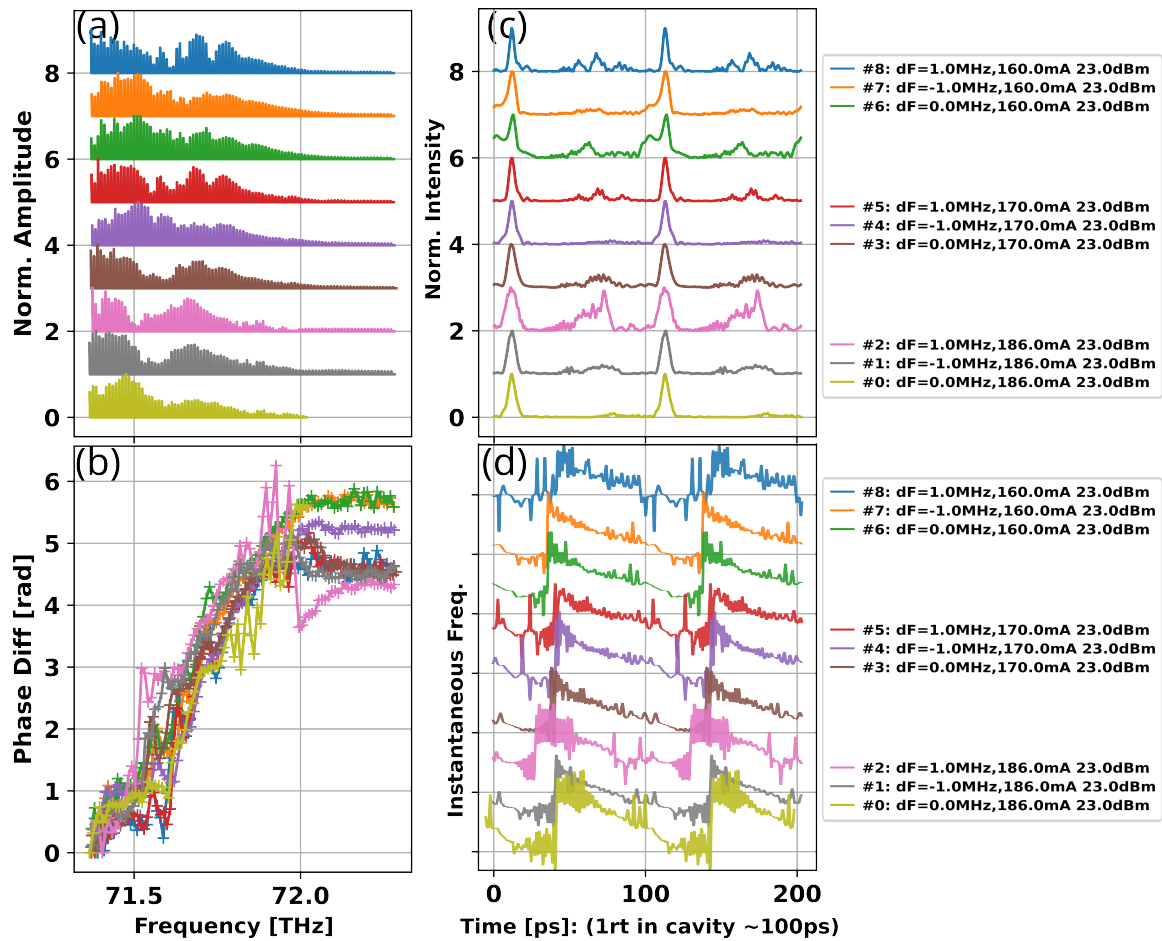 (a)
Norm. Amplitude
8
6
4
2
0
(c)
Norm. Intensity
8
6
4
2
0
#8: dF=1.0MHz,160.0mA 23.0dBm
#7: dF=-1.0MHz,160.0mA 23.0dBm
#6: dF=0.0MHz,160.0mA 23.0dBm
#5: dF=1.0MHz,170.0mA 23.0dBm
#4: dF=-1.0MHz,170.0mA 23.0dBm
#3: dF=0.0MHz,170.0mA 23.0dBm
#2: dF=1.0MHz,186.0mA 23.0dBm
#1: dF=-1.0MHz,186.0mA 23.0dBm
#0: dF=0.0MHz,186.0mA 23.0dBm
(b)
Phase Diff [rad]
6
5
4
3
2
1
0
71.5
72.0
Frequency [THz]
(d)
Instantaneous Freq.
0
100
200
Time [ps]: (1rt in cavity ~100ps)
#8: dF=1.0MHz,160.0mA 23.0dBm
#7: dF=-1.0MHz,160.0mA 23.0dBm
#6: dF=0.0MHz,160.0mA 23.0dBm
#5: dF=1.0MHz,170.0mA 23.0dBm
#4: dF=-1.0MHz,170.0mA 23.0dBm
#3: dF=0.0MHz,170.0mA 23.0dBm
#2: dF=1.0MHz,186.0mA 23.0dBm
#1: dF=-1.0MHz,186.0mA 23.0dBm
#0: dF=0.0MHz,186.0mA 23.0dBm